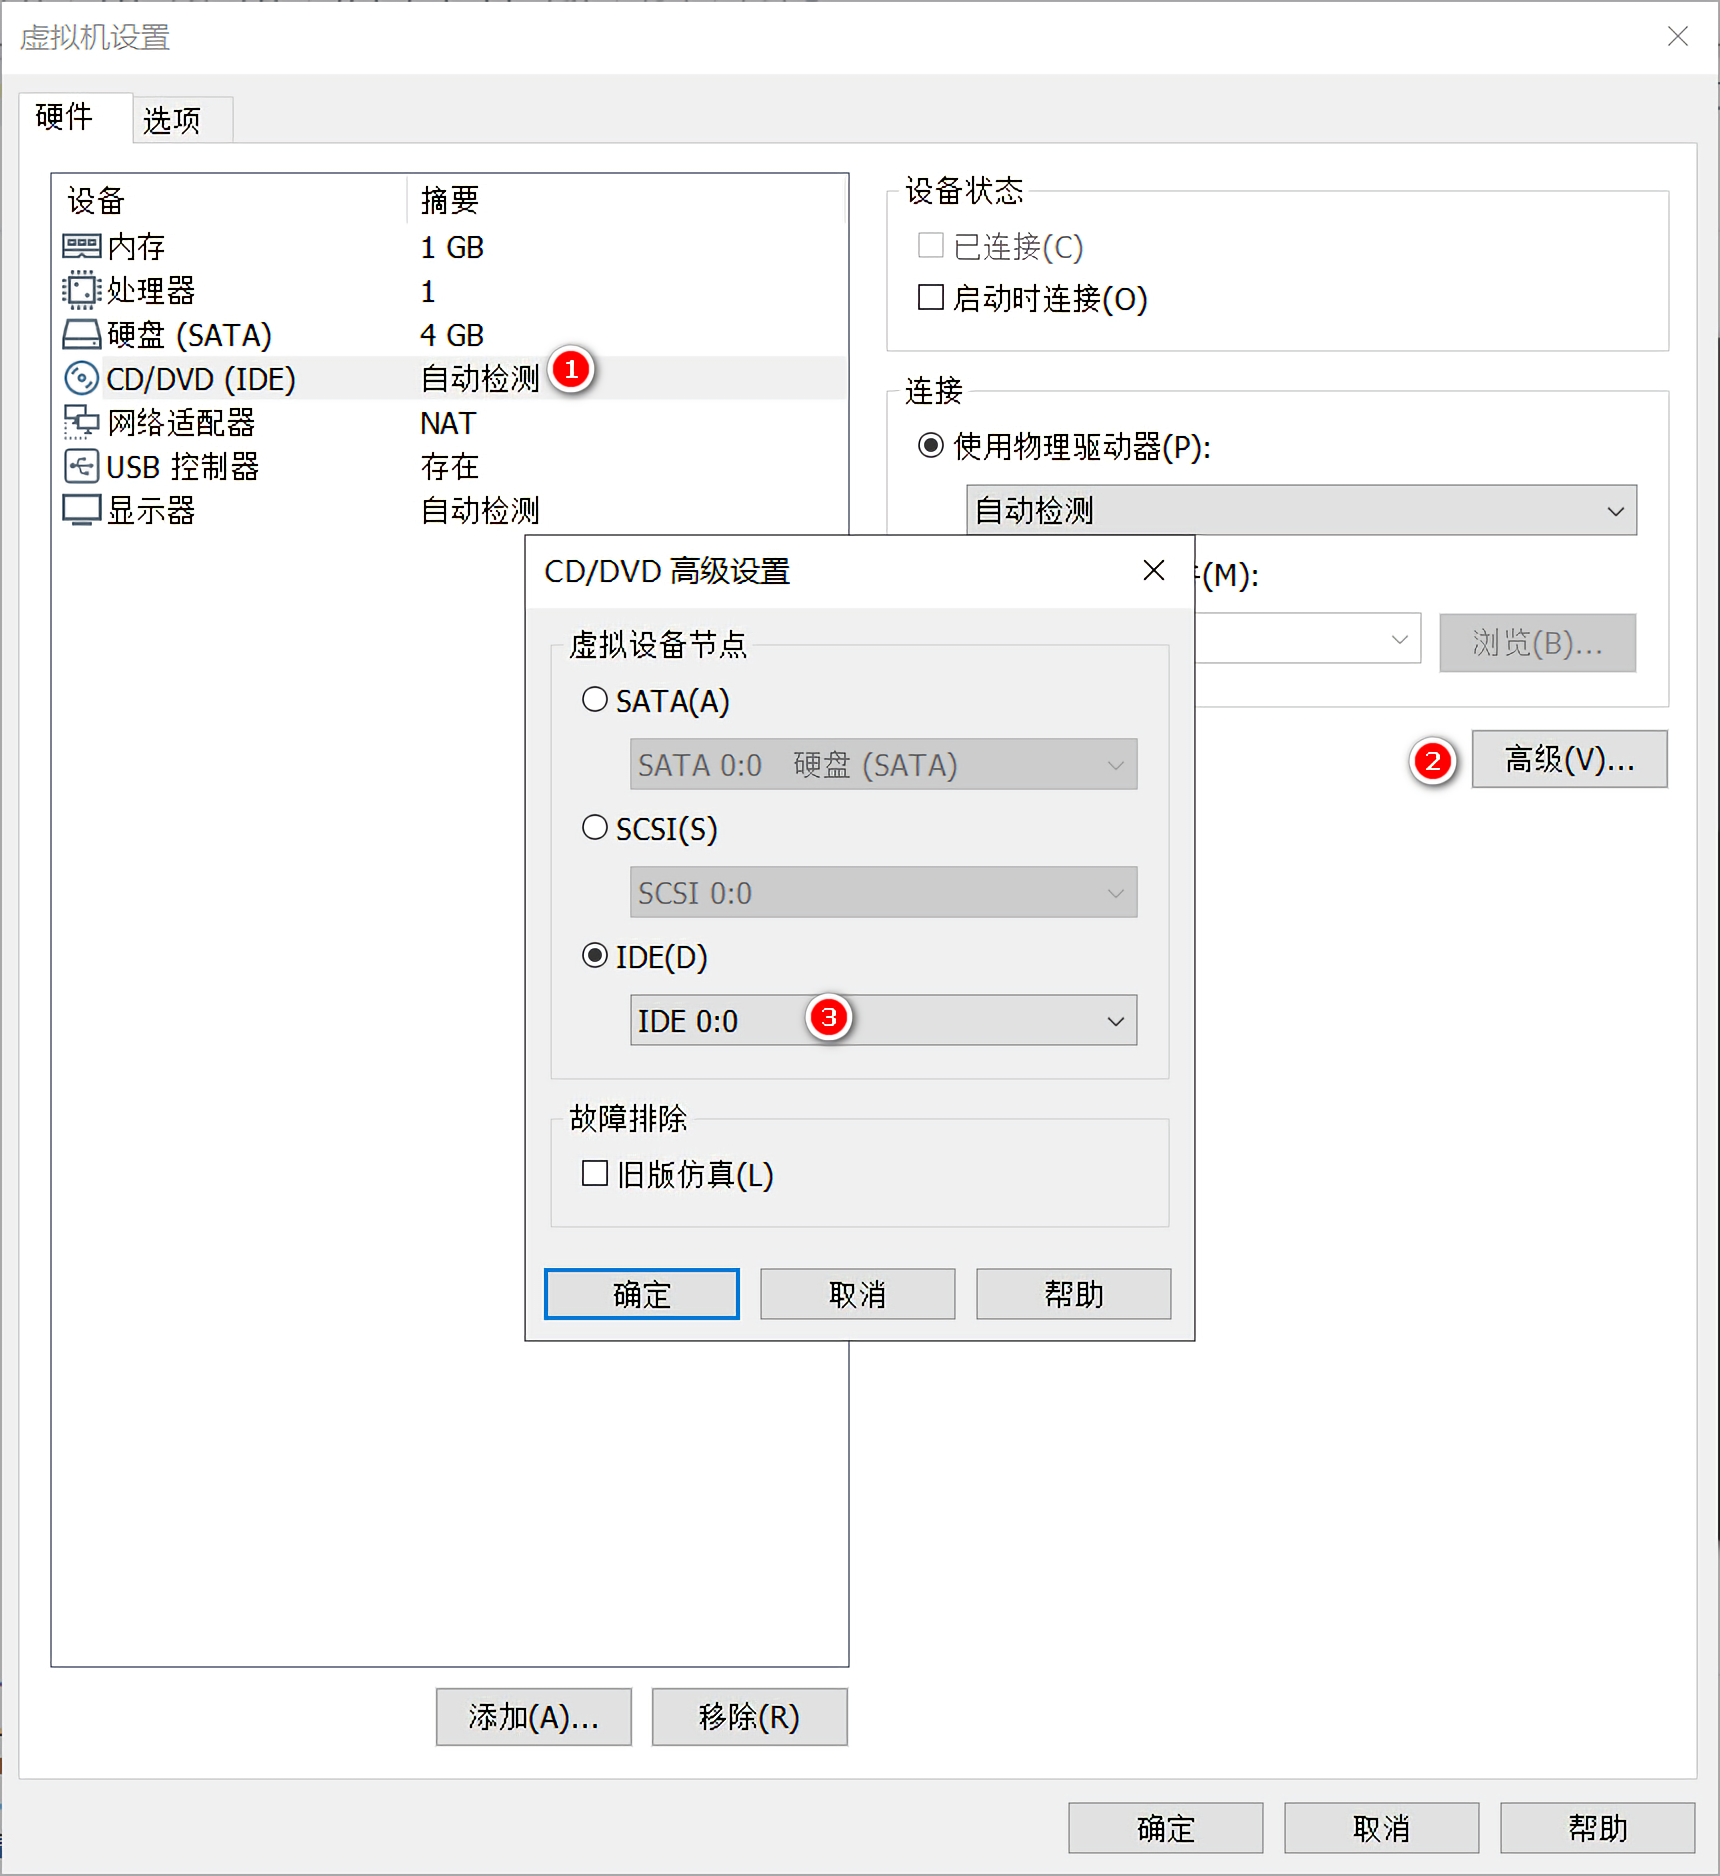 虚拟机设置
硬件
选项
设备 摘要
内存 1 GB
处理器 1
硬盘 (SATA) 4 GB
CD/DVD (IDE) 自动检测 1
网络适配器 NAT
USB 控制器 存在
显示器 自动检测
设备状态
已连接(C)
启动时连接(O)
连接
使用物理驱动器(P):
自动检测
(M):
浏览(B)...
2 高级(V)...
CD/DVD 高级设置
虚拟设备节点
SATA(A)
SATA 0:0 硬盘 (SATA)
SCSI(S)
SCSI 0:0
IDE(D)
IDE 0:0 3
故障排除
旧版仿真(L)
确定 取消 帮助
添加(A)... 移除(R)
确定 取消 帮助